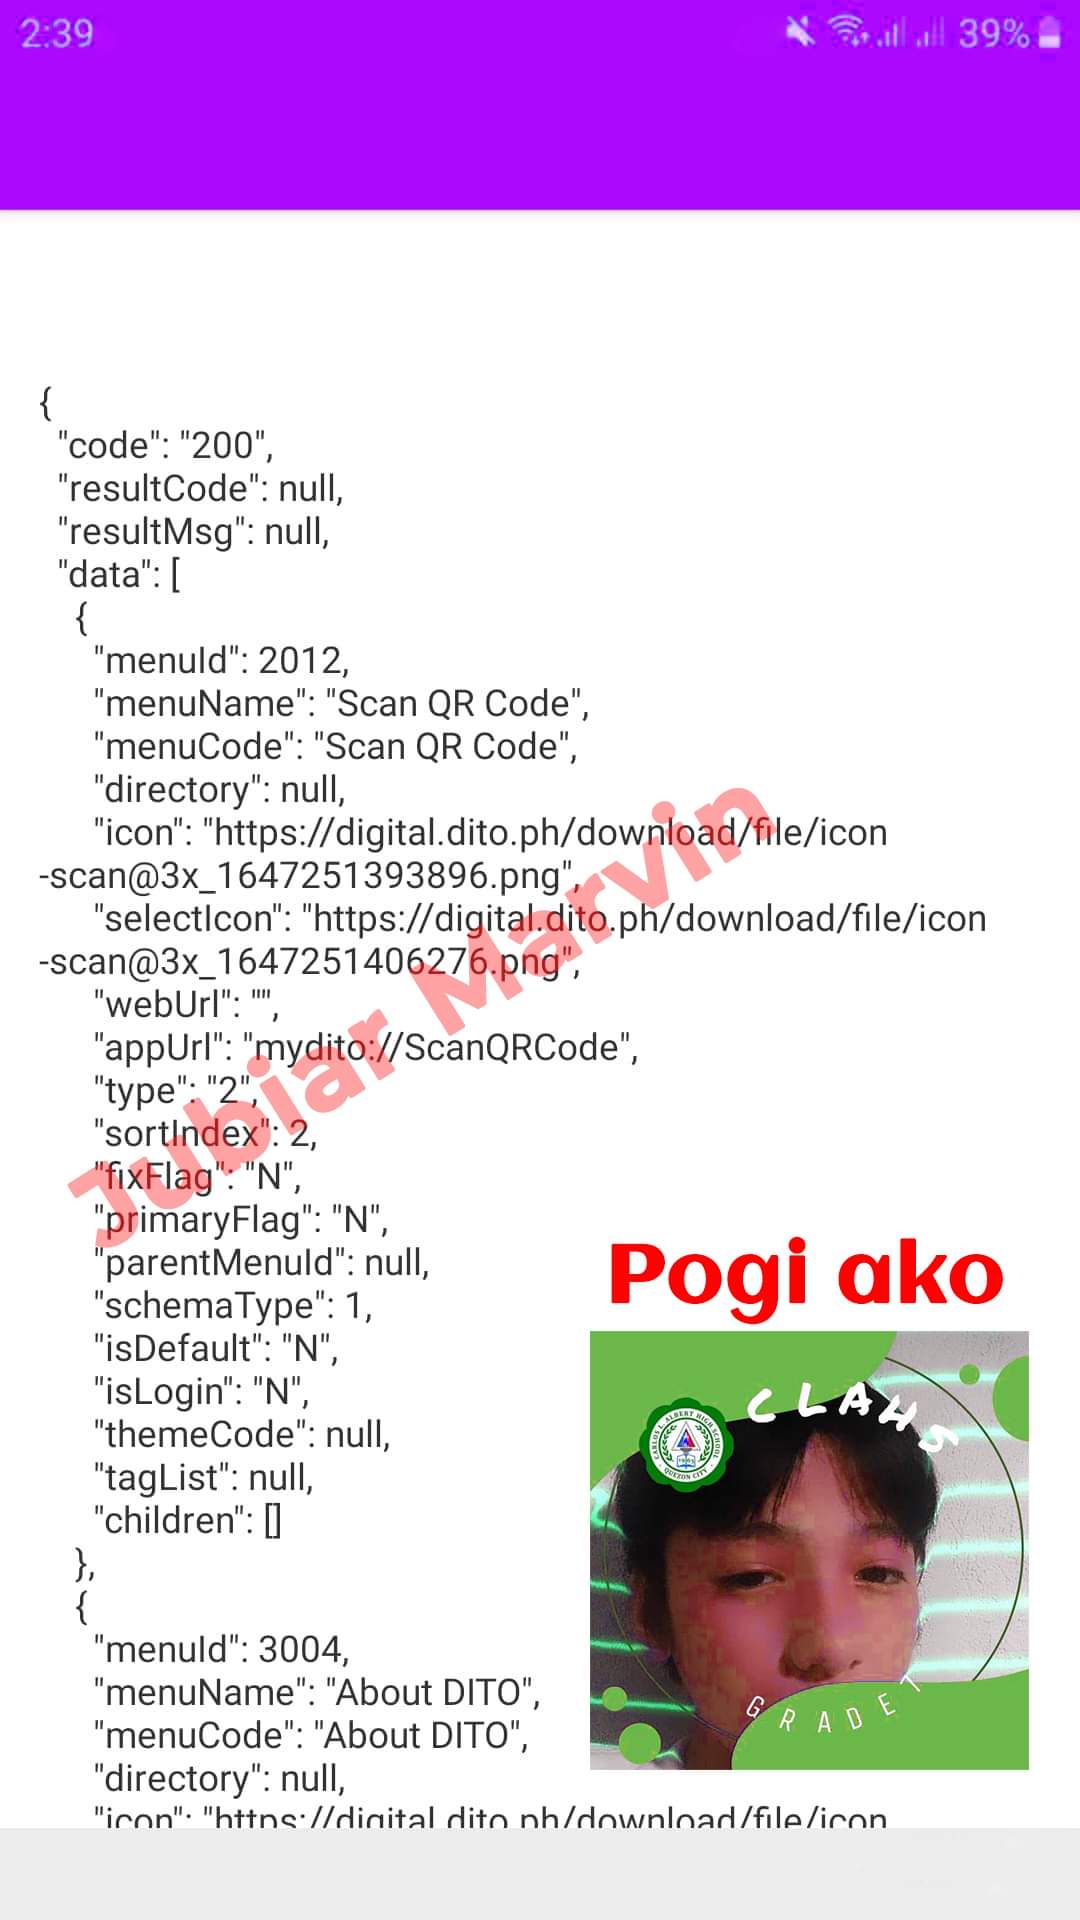 2:39
39%
{
"code": "200",
"resultCode": null,
"resultMsg": null,
"data": [
{
"menuId": 2012,
"menuName": "Scan QR Code",
"menuCode": "Scan QR Code",
"directory": null,
"icon": "https://digital.dito.ph/download/file/icon
-scan@3x_1647251393896.png",
"selectIcon": "https://digital.dito.ph/download/file/icon
-scan@3x_1647251406276.png",
"webUrl": "",
"appUrl": "mydito://ScanQRCode",
"type": "2",
"sortIndex": 2,
"fixFlag": "N",
"primaryFlag": "N",
"parentMenuId": null,
"schemaType": 1,
"isDefault": "N",
"isLogin": "N",
"themeCode": null,
"tagList": null,
"children": []
},
{
"menuId": 3004,
"menuName": "About DITO",
"menuCode": "About DITO",
"directory": null,
"icon": "https://digital.dito.ph/download/file/icon
Jubiar Marvin
Pogi ako
CLAHS
CARLOS L. ALBERT HIGH SCHOOL
QUEZON CITY
GRADE 7